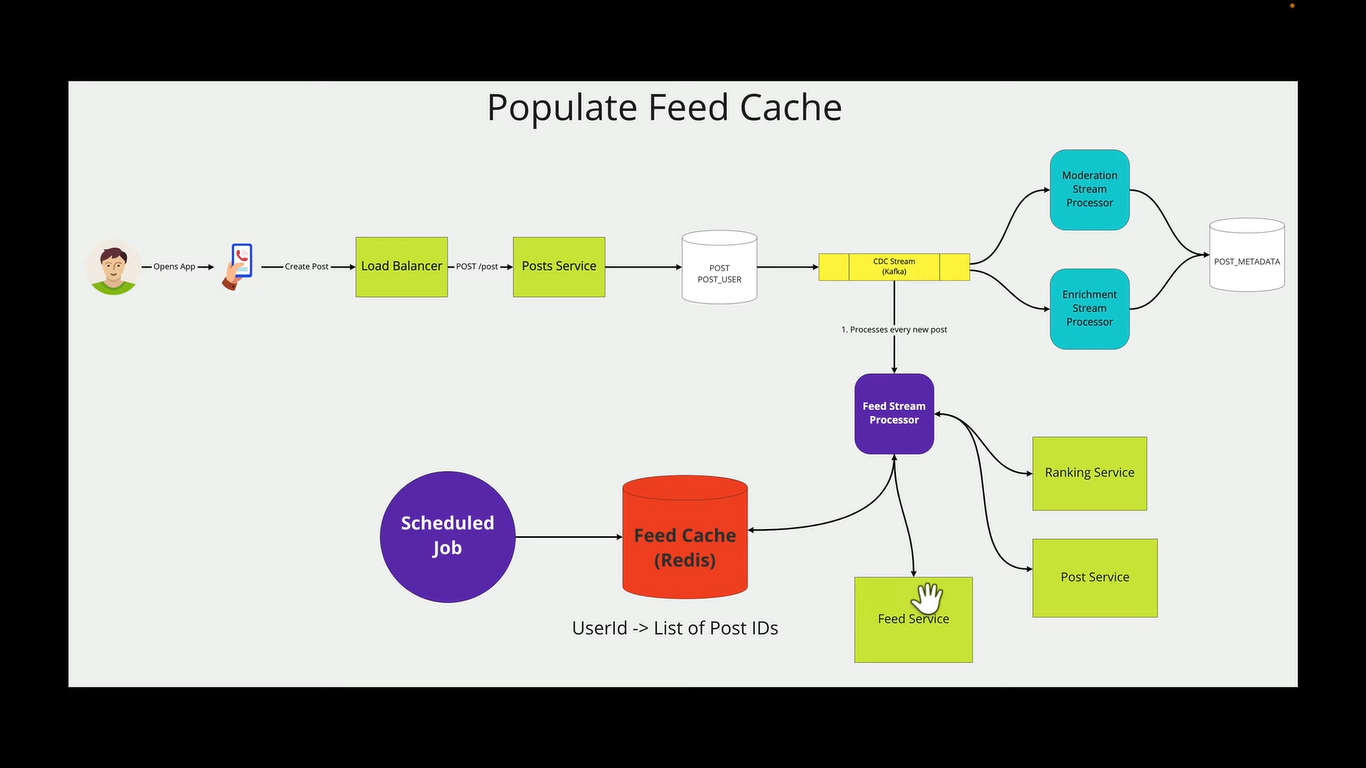 Populate Feed Cache
Opens App
Create Post
Load Balancer
POST /post
Posts Service
POST
POST_USER
CDC Stream
(Kafka)
Moderation
Stream
Processor
Enrichment
Stream
Processor
POST_METADATA
1. Processes every new post
Feed Stream
Processor
Ranking Service
Post Service
Feed Service
Scheduled
Job
Feed Cache
(Redis)
UserId -> List of Post IDs